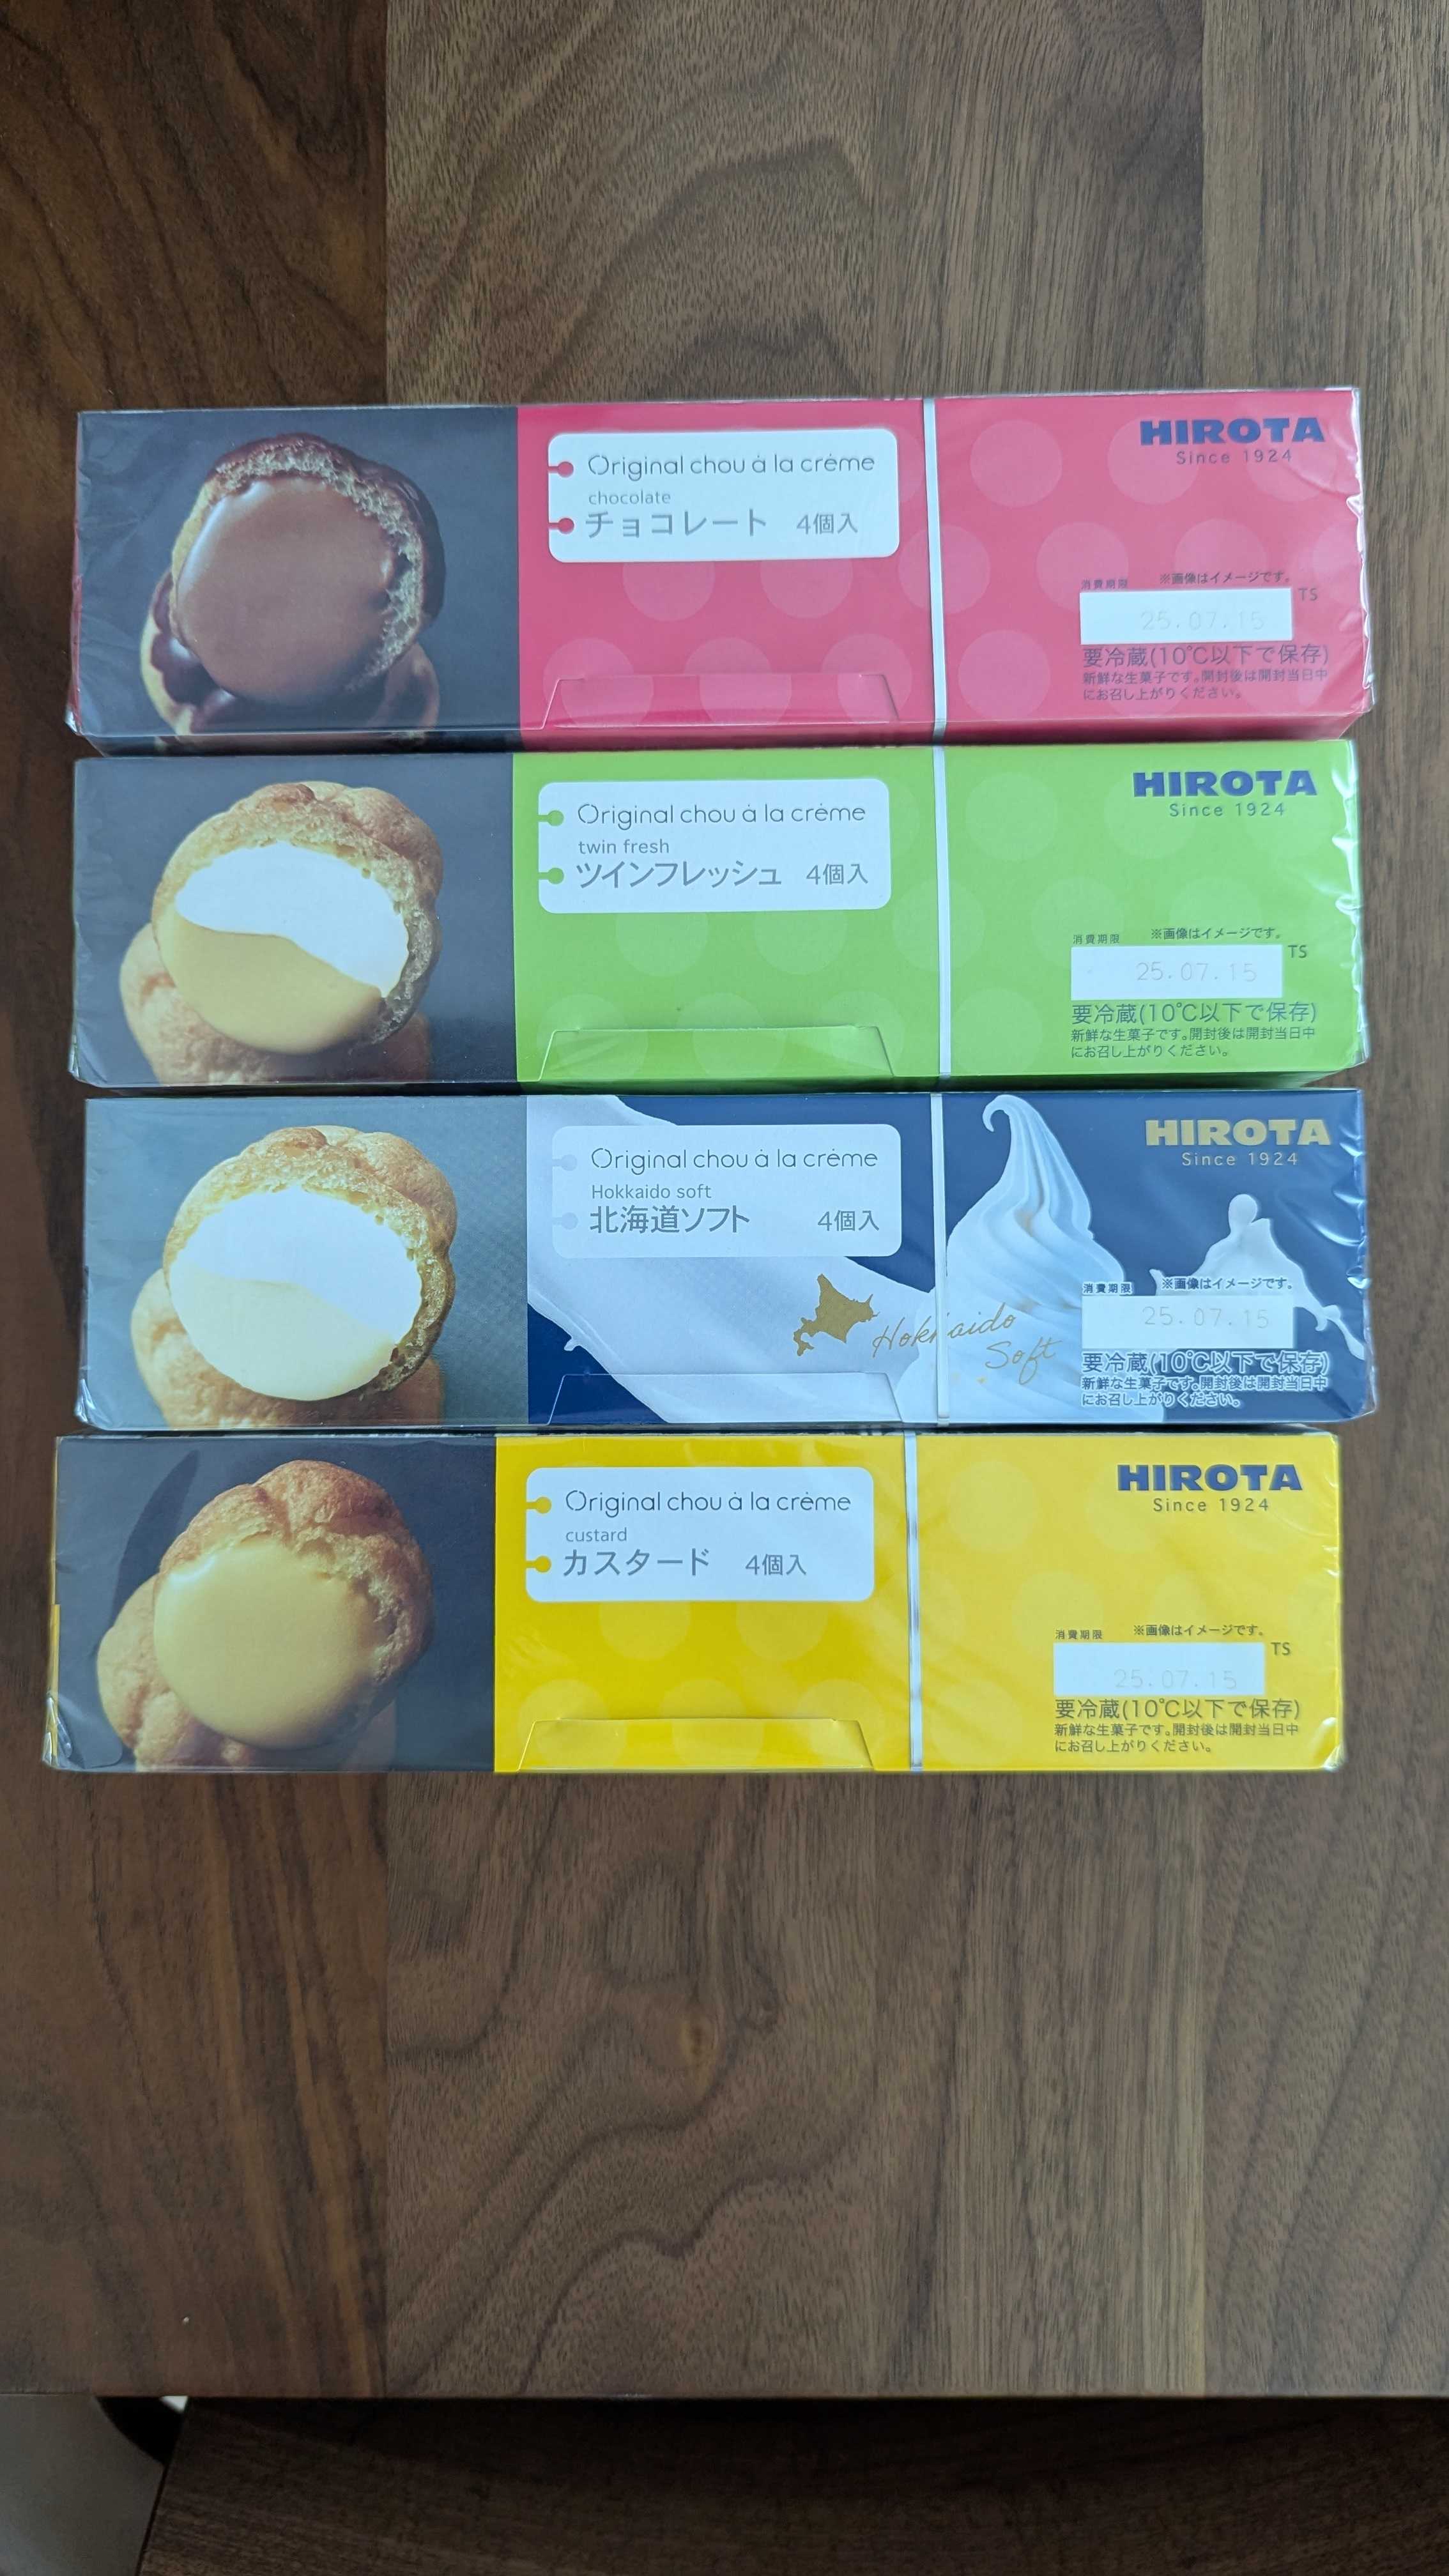 Original chou à la crème
chocolate
チョコレート 4個入
HIROTA
Since 1924
消費期限 ※画像はイメージです。
25.07.15 TS
要冷蔵(10℃以下で保存)
新鮮な生菓子です。開封後は開封当日中
にお召し上がりください。
Original chou à la crème
twin fresh
ツインフレッシュ 4個入
HIROTA
Since 1924
消費期限 ※画像はイメージです。
25.07.15 TS
要冷蔵(10℃以下で保存)
新鮮な生菓子です。開封後は開封当日中
にお召し上がりください。
Original chou à la crème
Hokkaido soft
北海道ソフト 4個入
Hokkaido
Soft
HIROTA
Since 1924
消費期限 ※画像はイメージです。
25.07.15
要冷蔵(10℃以下で保存)
新鮮な生菓子です。開封後は開封当日中
にお召し上がりください。
Original chou à la crème
custard
カスタード 4個入
HIROTA
Since 1924
消費期限 ※画像はイメージです。
25.07.15 TS
要冷蔵(10℃以下で保存)
新鮮な生菓子です。開封後は開封当日中
にお召し上がりください。